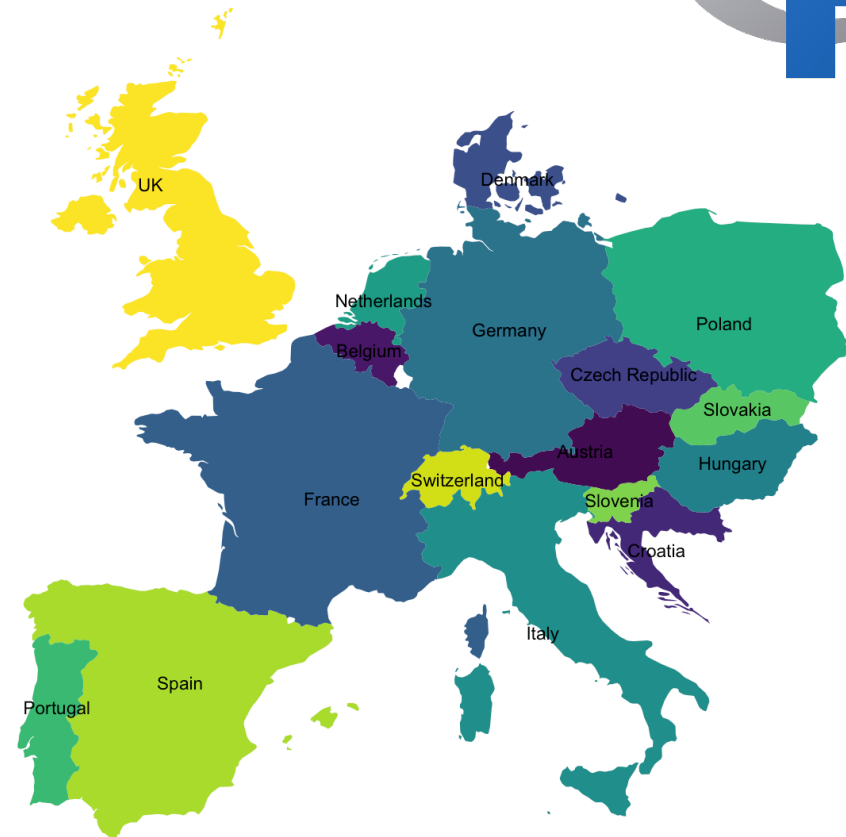 UK
Denmark
Netherlands
Germany
Poland
Belgium
Czech Republic
Slovakia
Austria
Hungary
Switzerland
France
Slovenia
Croatia
Italy
Spain
Portugal